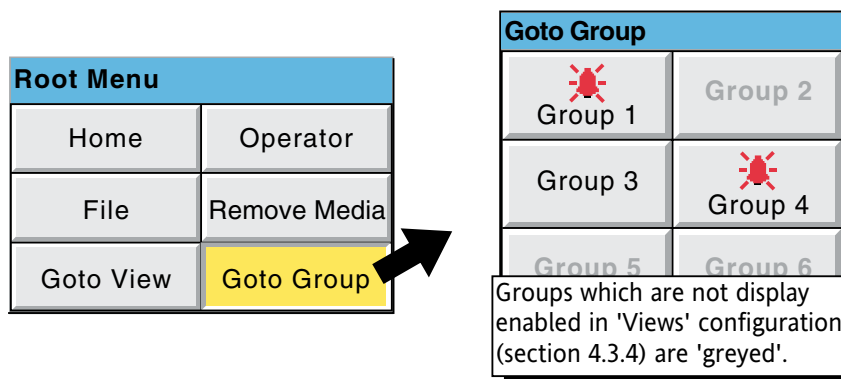 Root Menu
Home
Operator
File
Remove Media
Goto View
Goto Group
Goto Group
Group 1
Group 2
Group 3
Group 4
Group 5
Group 6
Groups which are not display
enabled in 'Views' configuration
(section 4.3.4) are 'greyed'.